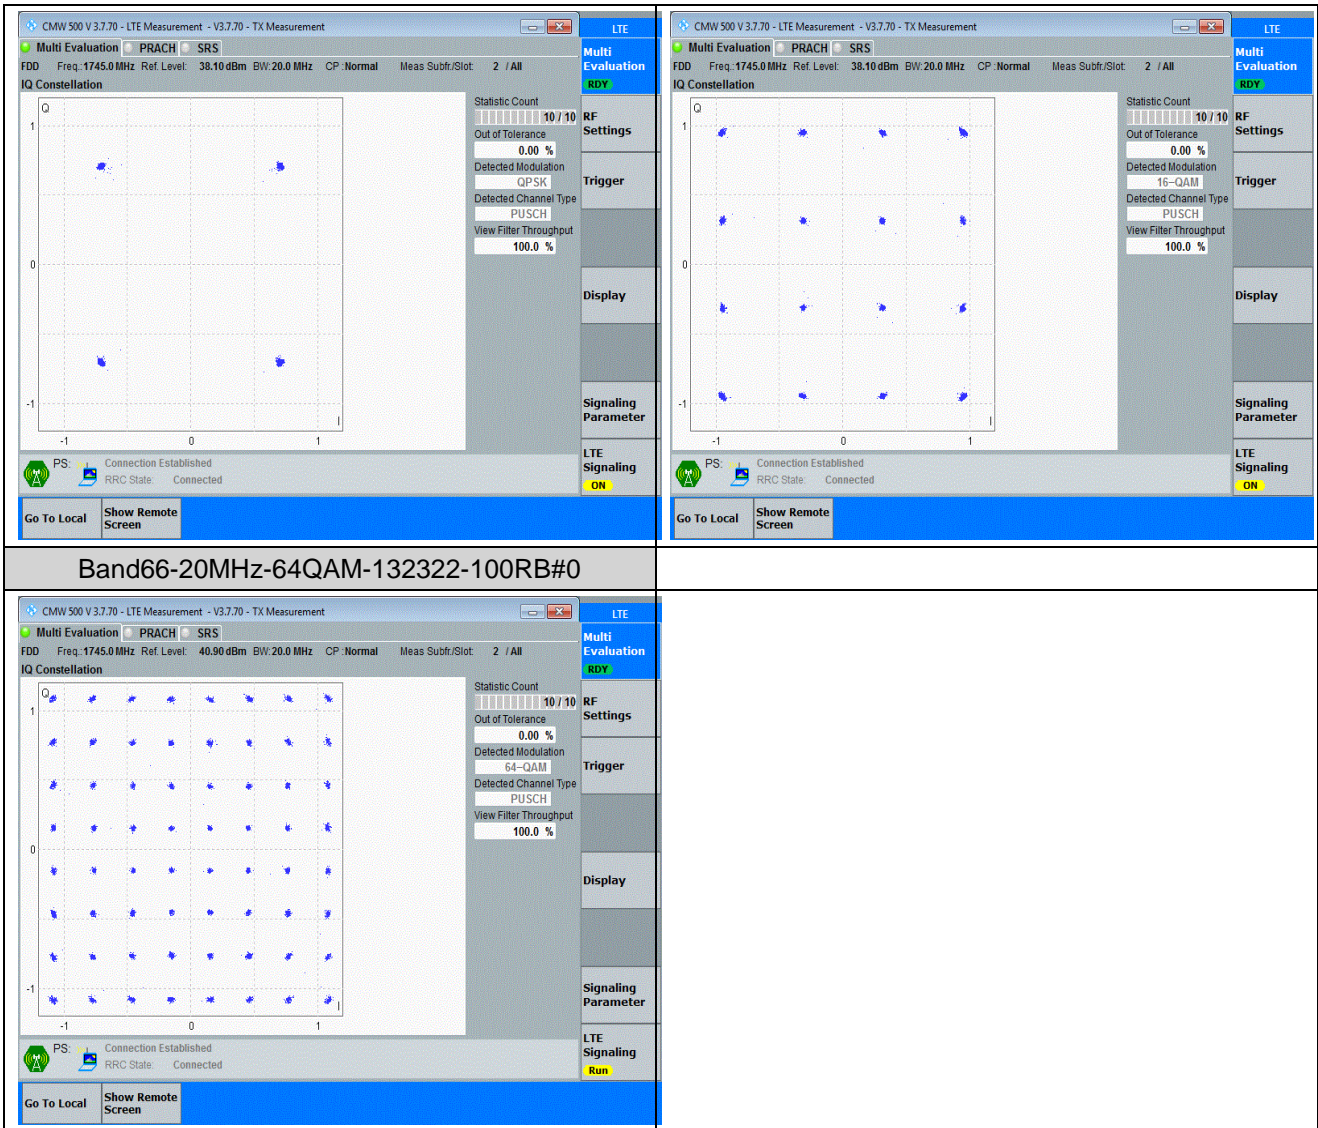 CMW 500 V 3.7.70 - LTE Measurement - V3.7.70 - TX Measurement
LTE
Multi Evaluation PRACH SRS
Multi Evaluation
RDY
FDD Freq.:1745.0 MHz Ref. Level: 38.10 dBm BW:20.0 MHz CP :Normal Meas Subfr./Slot: 2 / All
IQ Constellation
Q
1
0
-1
I
-1 0 1
Statistic Count
10 / 10
Out of Tolerance
0.00 %
Detected Modulation
QPSK
Detected Channel Type
PUSCH
View Filter Throughput
100.0 %
RF Settings
Trigger
Display
Signaling Parameter
LTE Signaling
ON
PS: Connection Established
RRC State: Connected
Go To Local
Show Remote Screen
CMW 500 V 3.7.70 - LTE Measurement - V3.7.70 - TX Measurement
LTE
Multi Evaluation PRACH SRS
Multi Evaluation
RDY
FDD Freq.:1745.0 MHz Ref. Level: 38.10 dBm BW:20.0 MHz CP :Normal Meas Subfr./Slot: 2 / All
IQ Constellation
Q
1
0
-1
I
-1 0 1
Statistic Count
10 / 10
Out of Tolerance
0.00 %
Detected Modulation
16-QAM
Detected Channel Type
PUSCH
View Filter Throughput
100.0 %
RF Settings
Trigger
Display
Signaling Parameter
LTE Signaling
ON
PS: Connection Established
RRC State: Connected
Go To Local
Show Remote Screen
Band66-20MHz-64QAM-132322-100RB#0
CMW 500 V 3.7.70 - LTE Measurement - V3.7.70 - TX Measurement
LTE
Multi Evaluation PRACH SRS
Multi Evaluation
RDY
FDD Freq.:1745.0 MHz Ref. Level: 40.90 dBm BW:20.0 MHz CP :Normal Meas Subfr./Slot: 2 / All
IQ Constellation
Q
1
0
-1
I
-1 0 1
Statistic Count
10 / 10
Out of Tolerance
0.00 %
Detected Modulation
64-QAM
Detected Channel Type
PUSCH
View Filter Throughput
100.0 %
RF Settings
Trigger
Display
Signaling Parameter
LTE Signaling
Run
PS: Connection Established
RRC State: Connected
Go To Local
Show Remote Screen